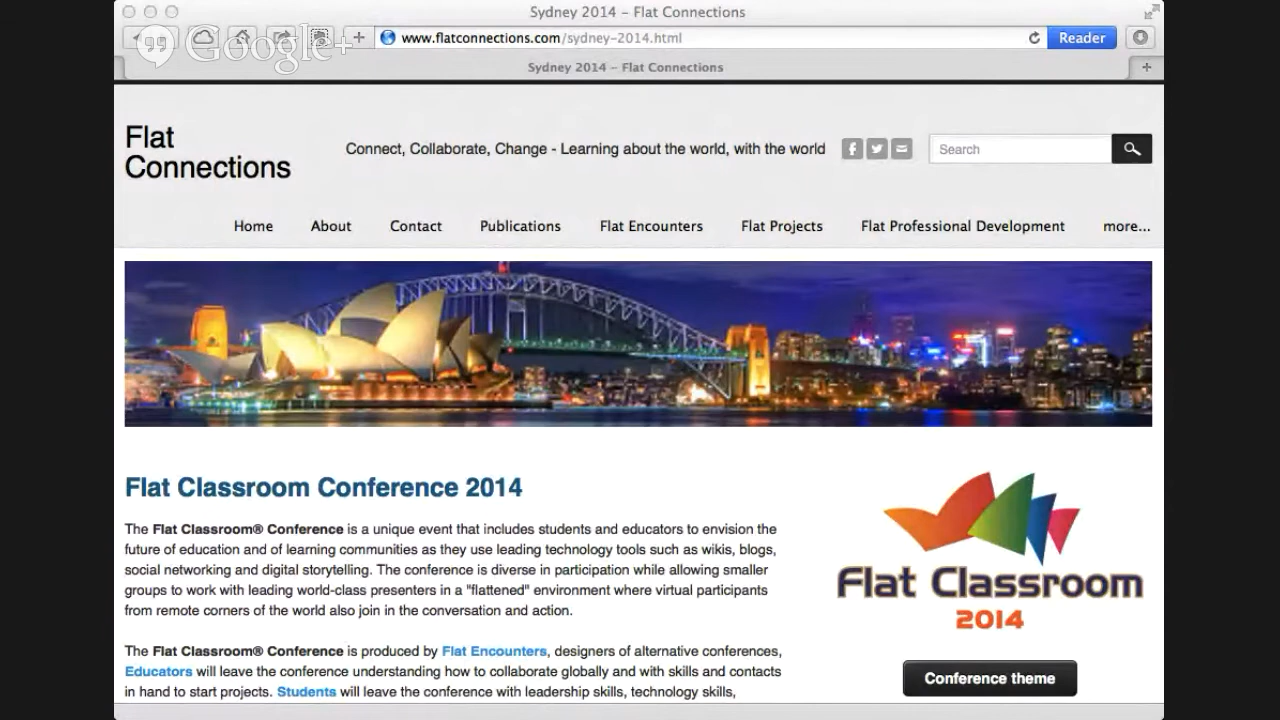 Sydney 2014 – Flat Connections
Google+
www.flatconnections.com/sydney-2014.html
Reader
Sydney 2014 – Flat Connections
Flat
Connections
Connect, Collaborate, Change - Learning about the world, with the world
Search
Home About Contact Publications Flat Encounters Flat Projects Flat Professional Development more...
Flat Classroom Conference 2014
The Flat Classroom® Conference is a unique event that includes students and educators to envision the
future of education and of learning communities as they use leading technology tools such as wikis, blogs,
social networking and digital storytelling. The conference is diverse in participation while allowing smaller
groups to work with leading world-class presenters in a "flattened" environment where virtual participants
from remote corners of the world also join in the conversation and action.
The Flat Classroom® Conference is produced by Flat Encounters, designers of alternative conferences,
Educators will leave the conference understanding how to collaborate globally and with skills and contacts
in hand to start projects. Students will leave the conference with leadership skills, technology skills,
Flat Classroom
2014
Conference theme